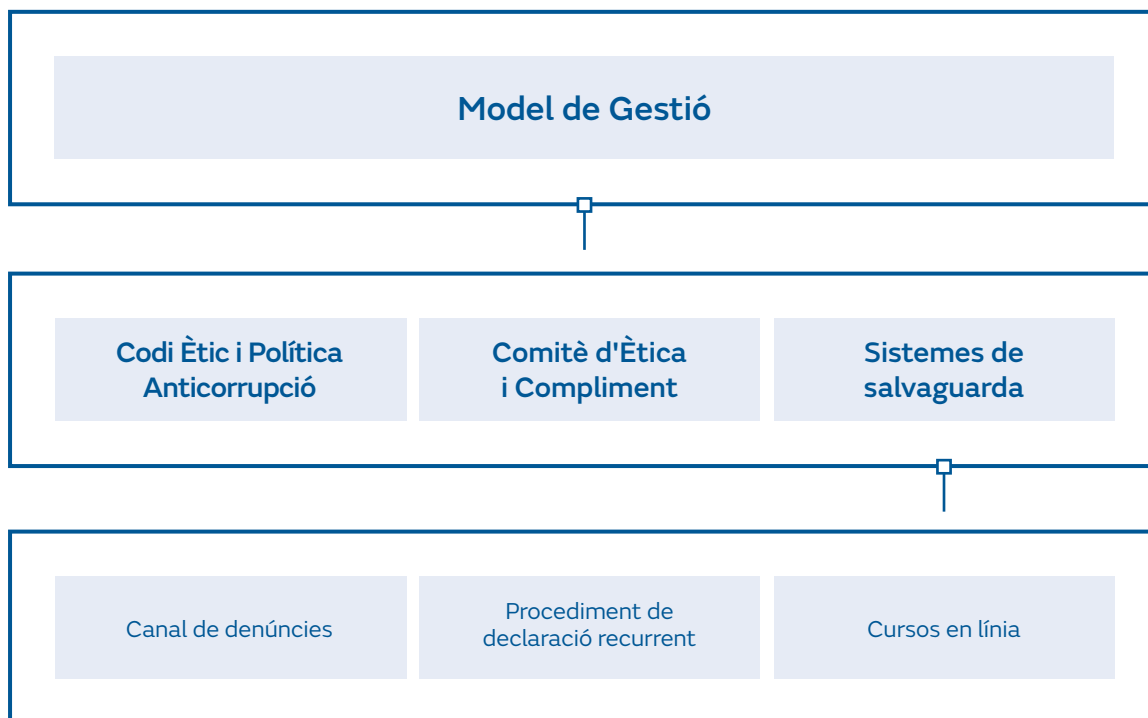 Model de Gestió
Codi Ètic i Política
Anticorrupció
Comitè d'Ètica
i Compliment
Sistemes de
salvaguarda
Canal de denúncies
Procediment de
declaració recurrent
Cursos en línia